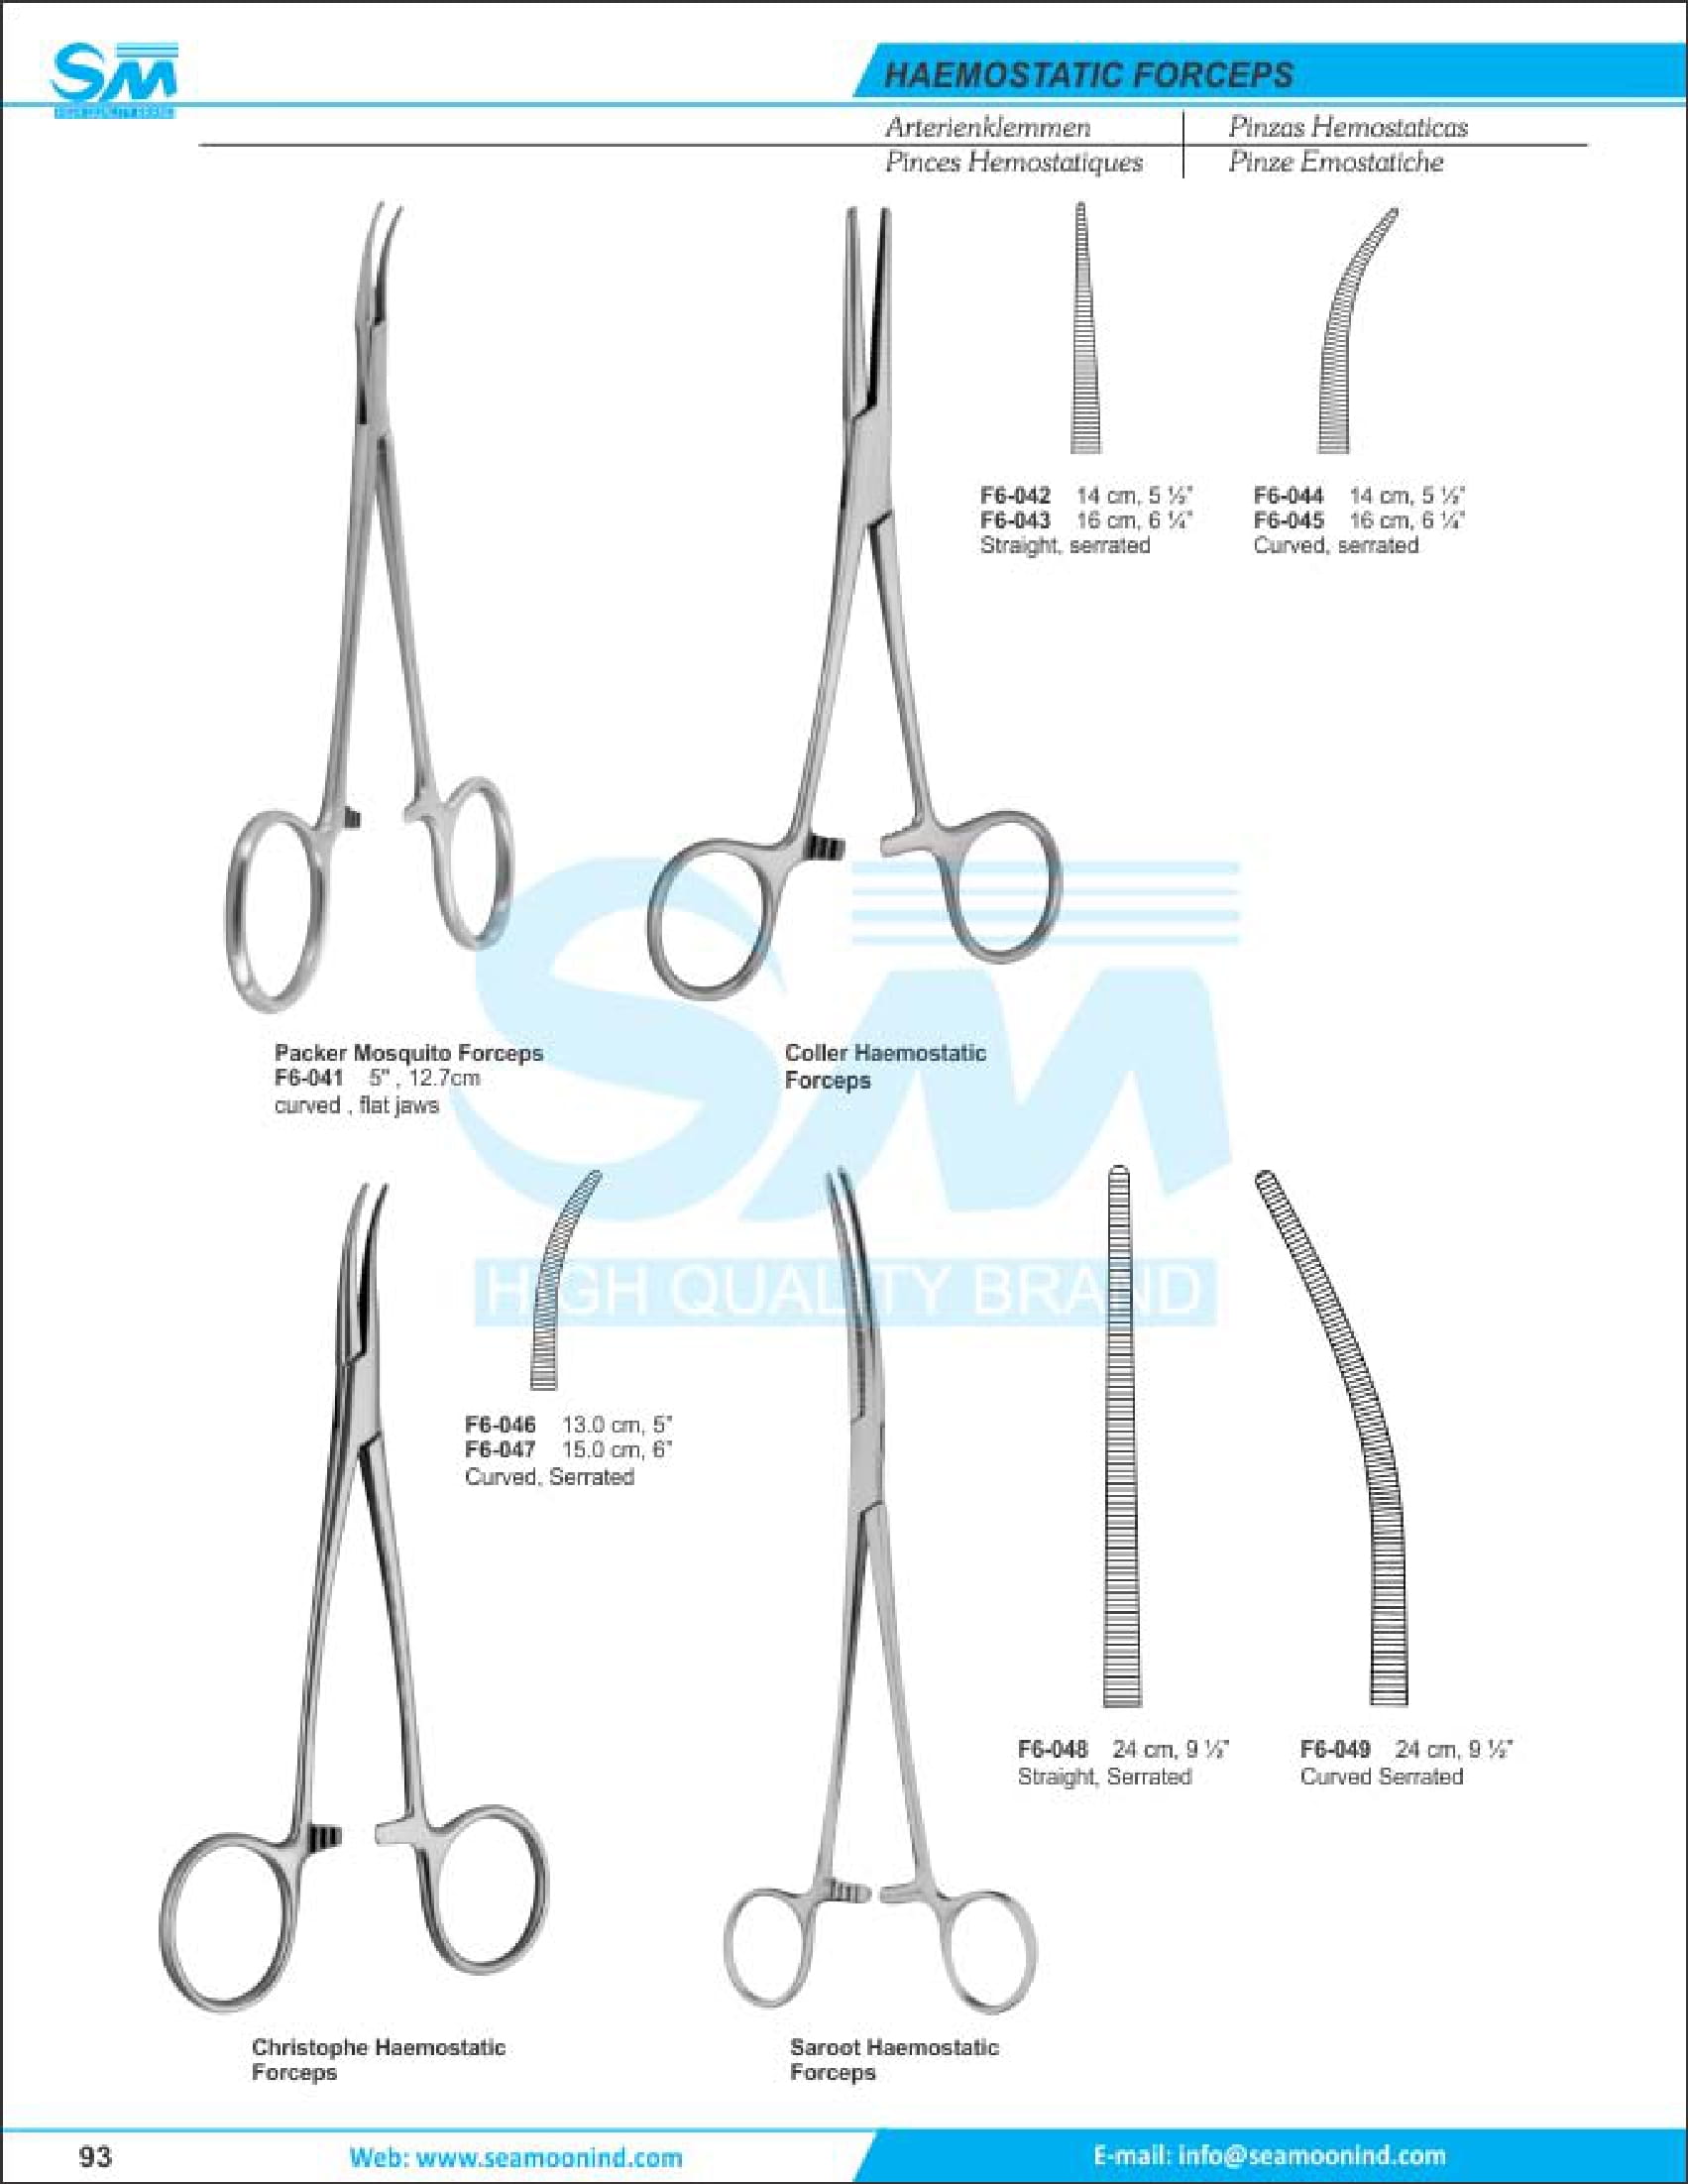 SM
HAEMOSTATIC FORCEPS
Arterienklemmen
Pinzas Hemostaticas
Pinces Hemostatiques
Pinze Emostatiche
F6-042 14 cm, 5 ½"
F6-043 16 cm, 6 ¼"
Straight, serrated
F6-044 14 cm, 5 ½"
F6-045 16 cm, 6 ¼"
Curved, serrated
Packer Mosquito Forceps
F6-041 5" , 12.7cm
curved , flat jaws
Coller Haemostatic
Forceps
SM
HIGH QUALITY BRAND
F6-046 13.0 cm, 5"
F6-047 15.0 cm, 6"
Curved, Serrated
F6-048 24 cm, 9 ½"
Straight, Serrated
F6-049 24 cm, 9 ½"
Curved Serrated
Christophe Haemostatic
Forceps
Saroot Haemostatic
Forceps
93
Web: www.seamoonind.com
E-mail: info@seamoonind.com